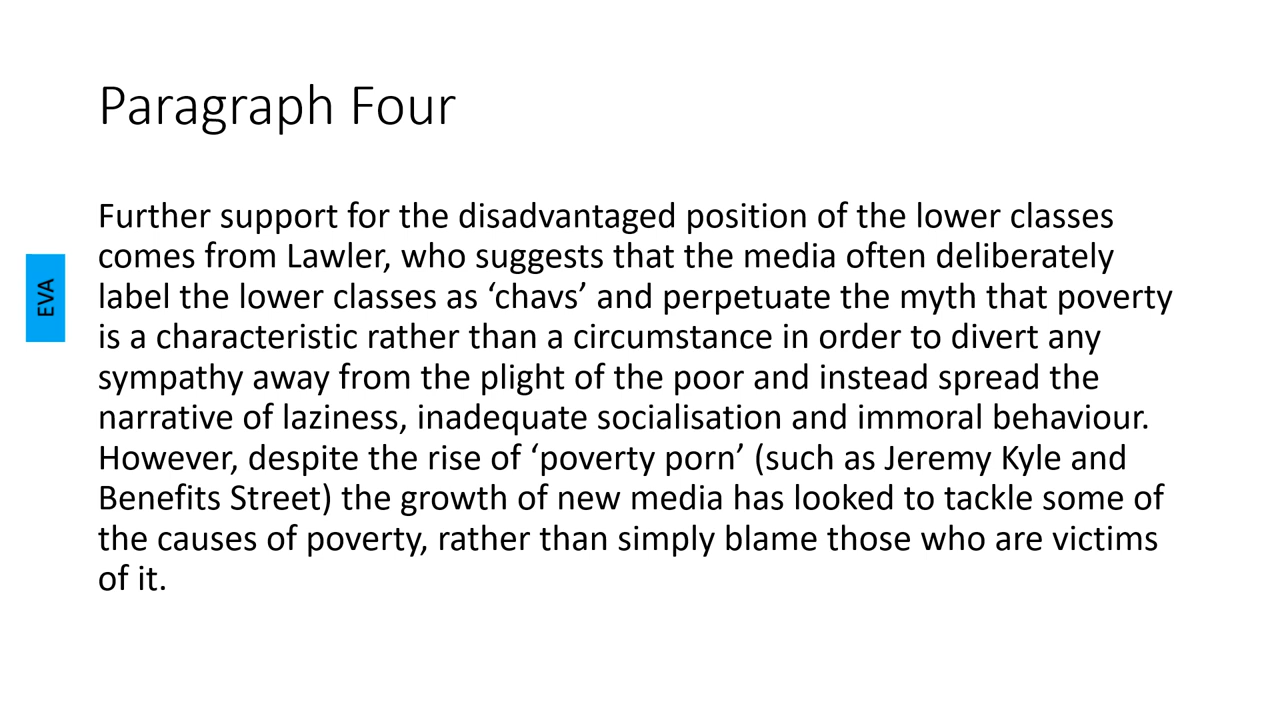 Paragraph Four
Further support for the disadvantaged position of the lower classes
comes from Lawler, who suggests that the media often deliberately
label the lower classes as ‘chavs’ and perpetuate the myth that poverty
is a characteristic rather than a circumstance in order to divert any
sympathy away from the plight of the poor and instead spread the
narrative of laziness, inadequate socialisation and immoral behaviour.
However, despite the rise of ‘poverty porn’ (such as Jeremy Kyle and
Benefits Street) the growth of new media has looked to tackle some of
the causes of poverty, rather than simply blame those who are victims
of it.
EVA